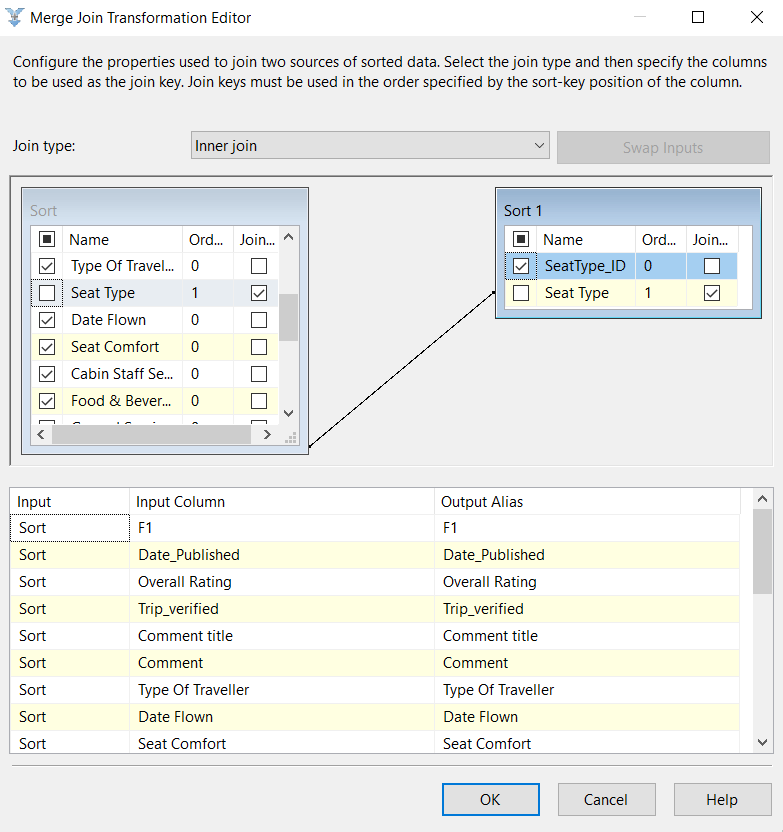 Merge Join Transformation Editor
Configure the properties used to join two sources of sorted data. Select the join type and then specify the columns
to be used as the join key. Join keys must be used in the order specified by the sort-key position of the column.
Join type: Inner join Swap Inputs
Sort
Name Ord... Join...
Type Of Travel... 0
Seat Type 1
Date Flown 0
Seat Comfort 0
Cabin Staff Se... 0
Food & Bever... 0
Sort 1
Name Ord... Join...
SeatType_ID 0
Seat Type 1
Input Input Column Output Alias
Sort F1 F1
Sort Date_Published Date_Published
Sort Overall Rating Overall Rating
Sort Trip_verified Trip_verified
Sort Comment title Comment title
Sort Comment Comment
Sort Type Of Traveller Type Of Traveller
Sort Date Flown Date Flown
Sort Seat Comfort Seat Comfort
OK Cancel Help